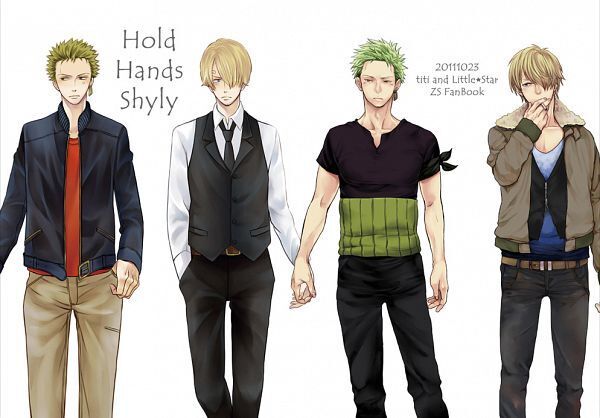 Hold
Hands
Shyly
20111023
titi and Little★Star
ZS FanBook